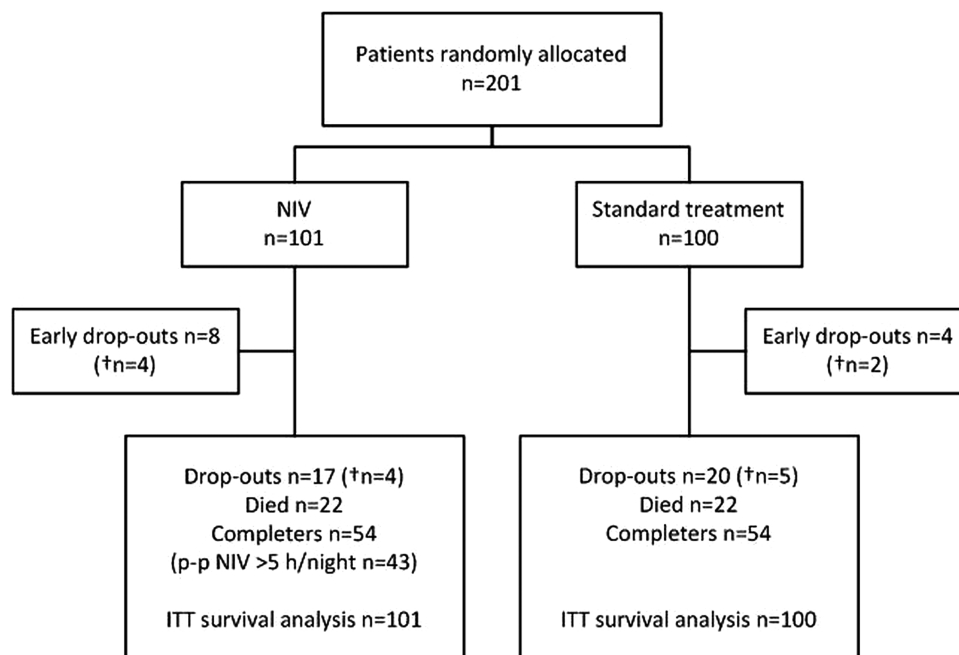 Patients randomly allocated
n=201
NIV
n=101
Standard treatment
n=100
Early drop-outs n=8
(†n=4)
Early drop-outs n=4
(†n=2)
Drop-outs n=17 (†n=4)
Died n=22
Completers n=54
(p-p NIV >5 h/night n=43)
ITT survival analysis n=101
Drop-outs n=20 (†n=5)
Died n=22
Completers n=54
ITT survival analysis n=100